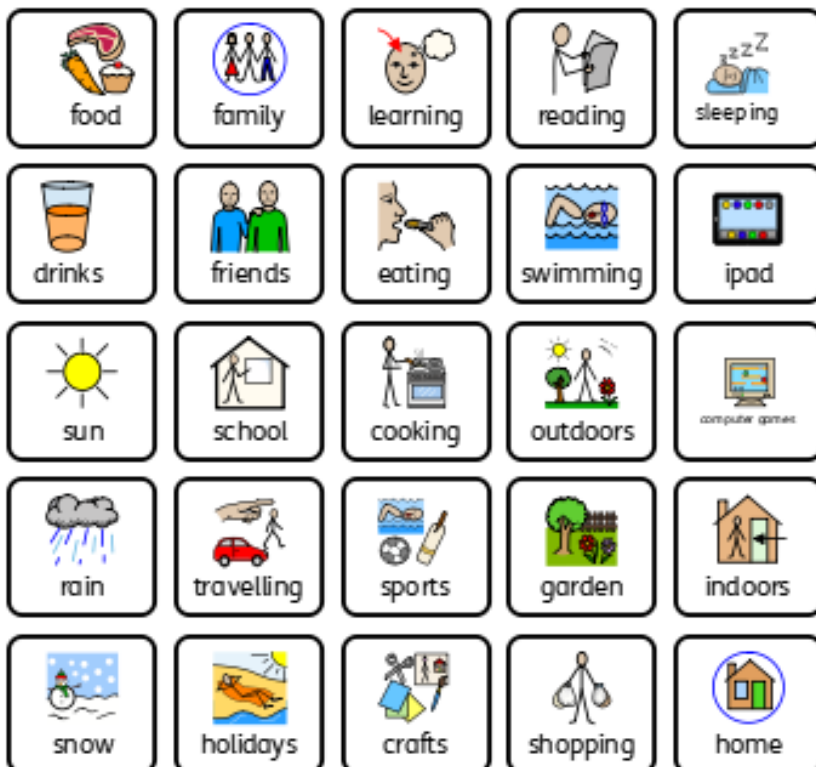 food family learning reading sleeping
drinks friends eating swimming ipad
sun school cooking outdoors computer games
rain travelling sports garden indoors
snow holidays crafts shopping home